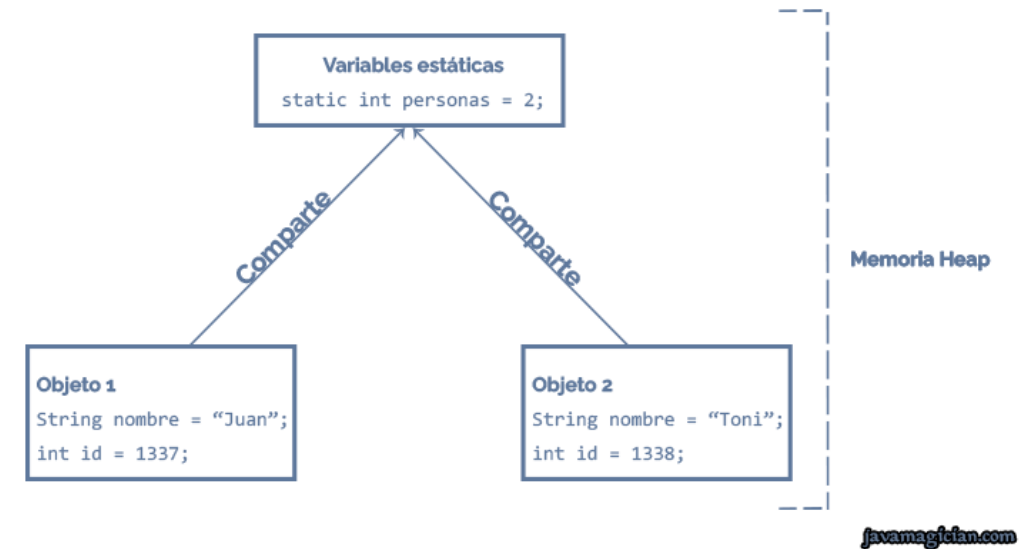 Variables estáticas
static int personas = 2;
Comparte
Comparte
Memoria Heap
Objeto 1
String nombre = “Juan”;
int id = 1337;
Objeto 2
String nombre = “Toni”;
int id = 1338;
javamagician.com